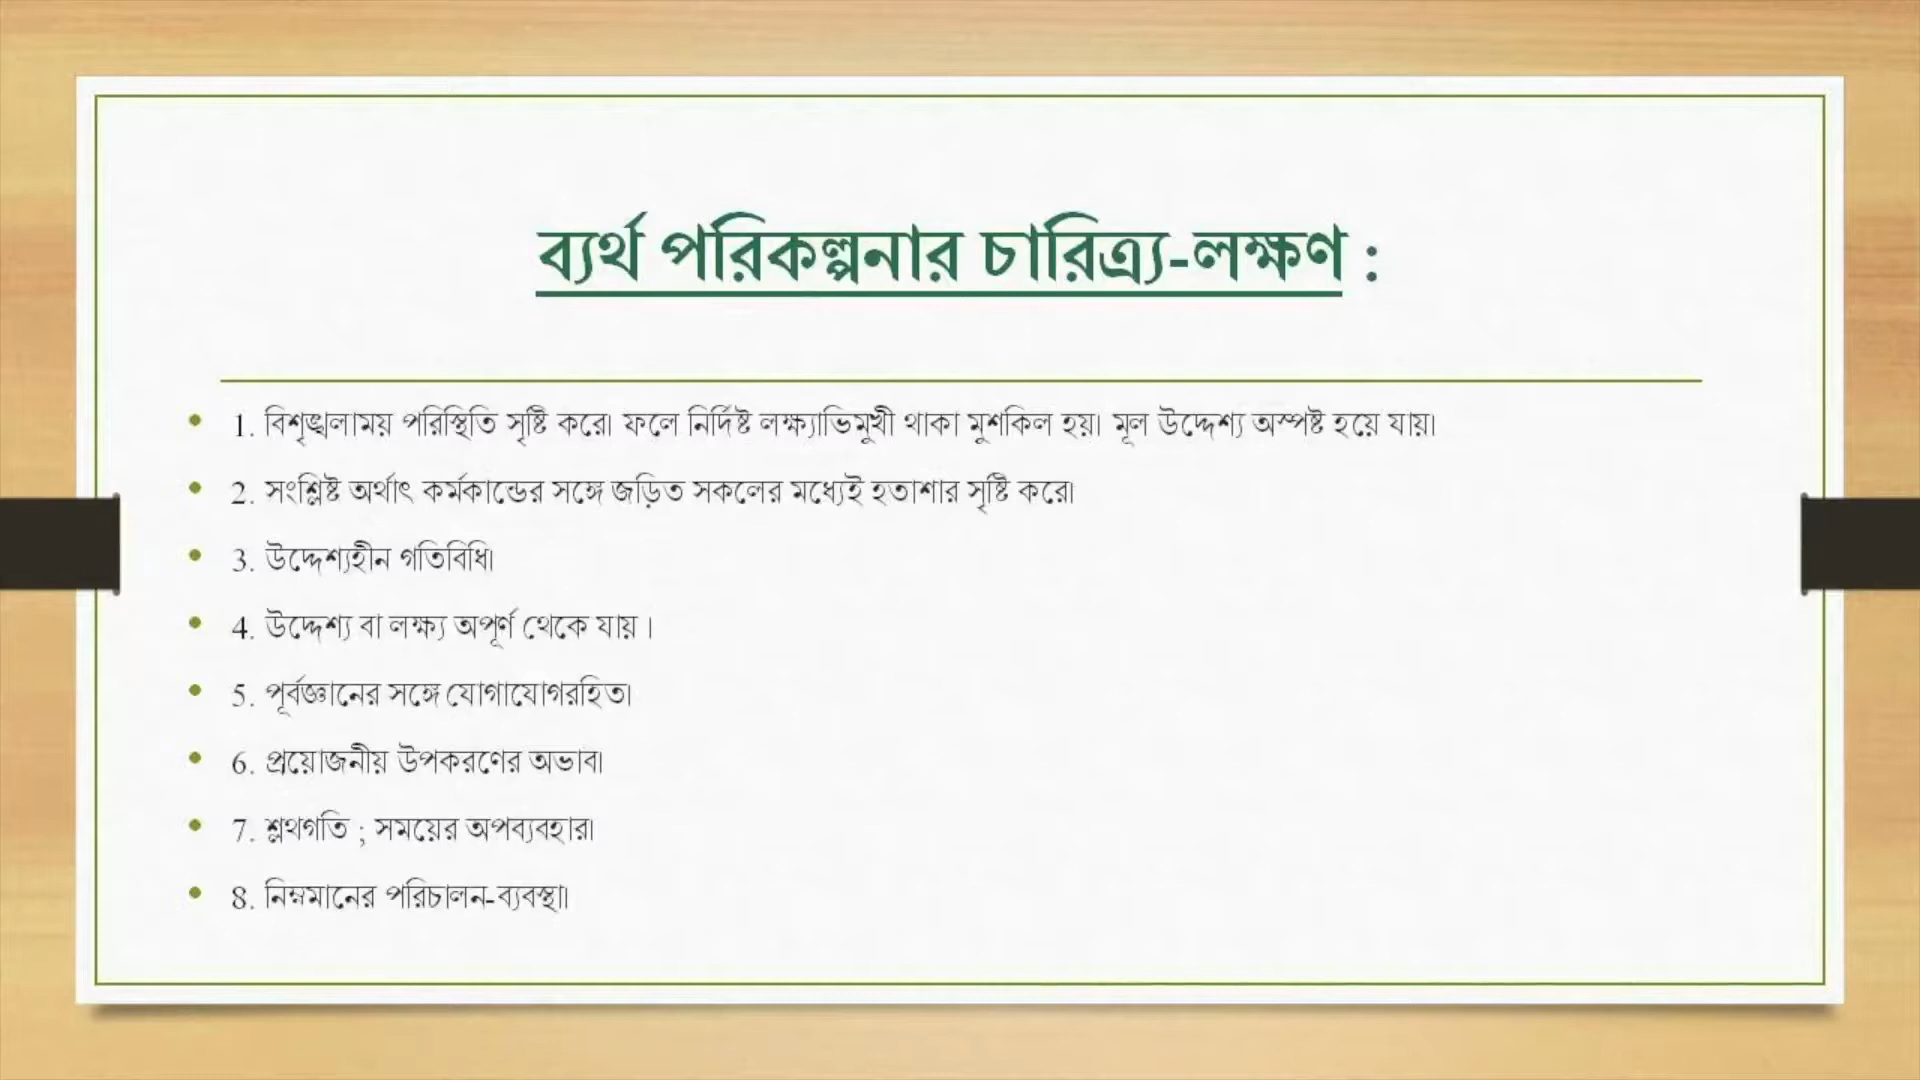 ব্যর্থ পরিকল্পনার চারিত্র্য-লক্ষণ :
• 1. বিশৃঙ্খলাময় পরিস্থিতি সৃষ্টি করে। ফলে নির্দিষ্ট লক্ষ্যাভিমুখী থাকা মুশকিল হয়। মূল উদ্দেশ্য অস্পষ্ট হয়ে যায়।
• 2. সংশ্লিষ্ট অর্থাৎ কর্মকান্ডের সঙ্গে জড়িত সকলের মধ্যেই হতাশার সৃষ্টি করে।
• 3. উদ্দেশ্যহীন গতিবিধি।
• 4. উদ্দেশ্য বা লক্ষ্য অপূর্ণ থেকে যায় ।
• 5. পূর্বজ্ঞানের সঙ্গে যোগাযোগরহিত।
• 6. প্রয়োজনীয় উপকরণের অভাব।
• 7. শ্লথগতি ; সময়ের অপব্যবহার।
• 8. নিম্নমানের পরিচালন-ব্যবস্থা।